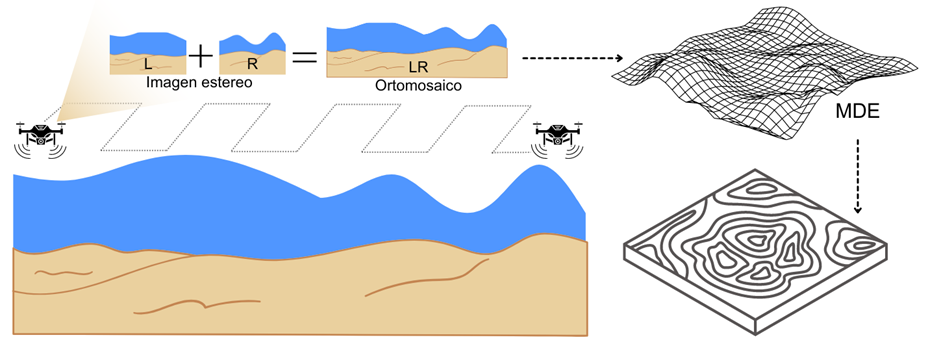 L
R
Imagen estereo
LR
Ortomosaico
MDE